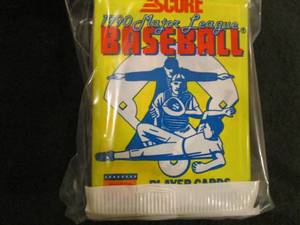 SCORE
1990 Major League
BASEBALL
PLAYER CARDS